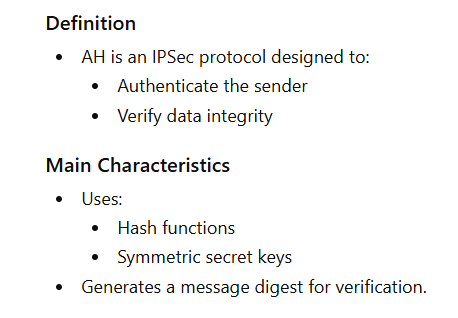 Definition
• AH is an IPSec protocol designed to:
• Authenticate the sender
• Verify data integrity
Main Characteristics
• Uses:
• Hash functions
• Symmetric secret keys
• Generates a message digest for verification.